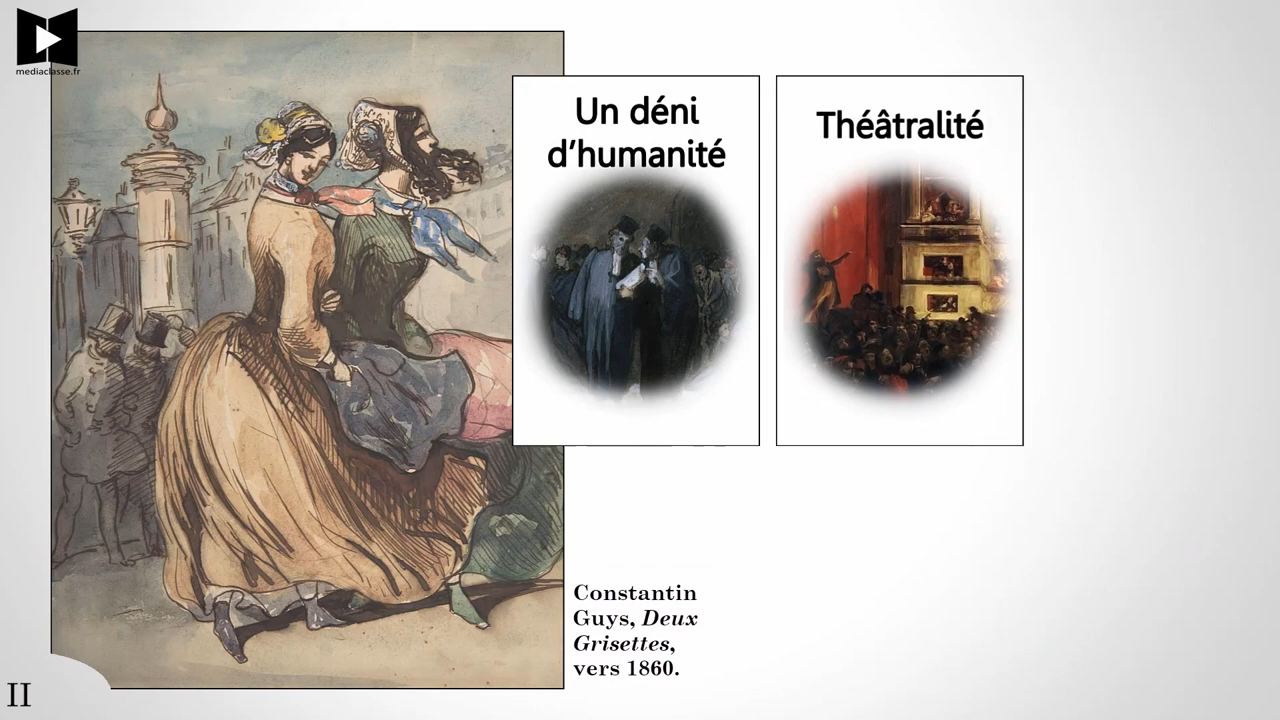 mediaclasse.fr
Un déni
d’humanité
Théâtralité
Constantin
Guys, Deux
Grisettes,
vers 1860.
II